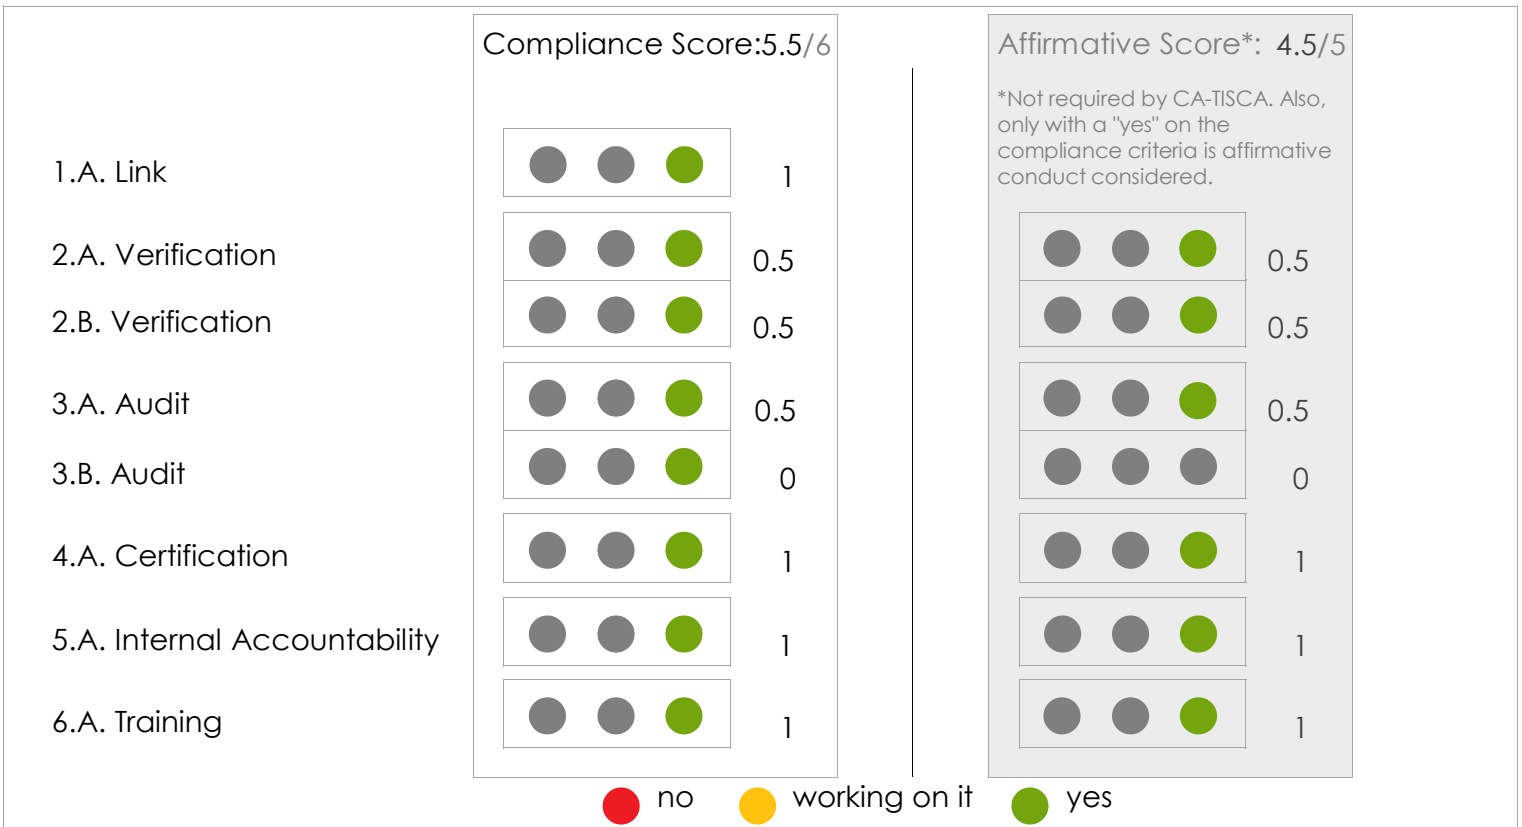 Compliance Score:5.5/6
Affirmative Score*: 4.5/5
*Not required by CA-TISCA. Also,
only with a "yes" on the
compliance criteria is affirmative
conduct considered.
1.A. Link 1
2.A. Verification 0.5 0.5
2.B. Verification 0.5 0.5
3.A. Audit 0.5 0.5
3.B. Audit 0 0
4.A. Certification 1 1
5.A. Internal Accountability 1 1
6.A. Training 1 1
no working on it yes